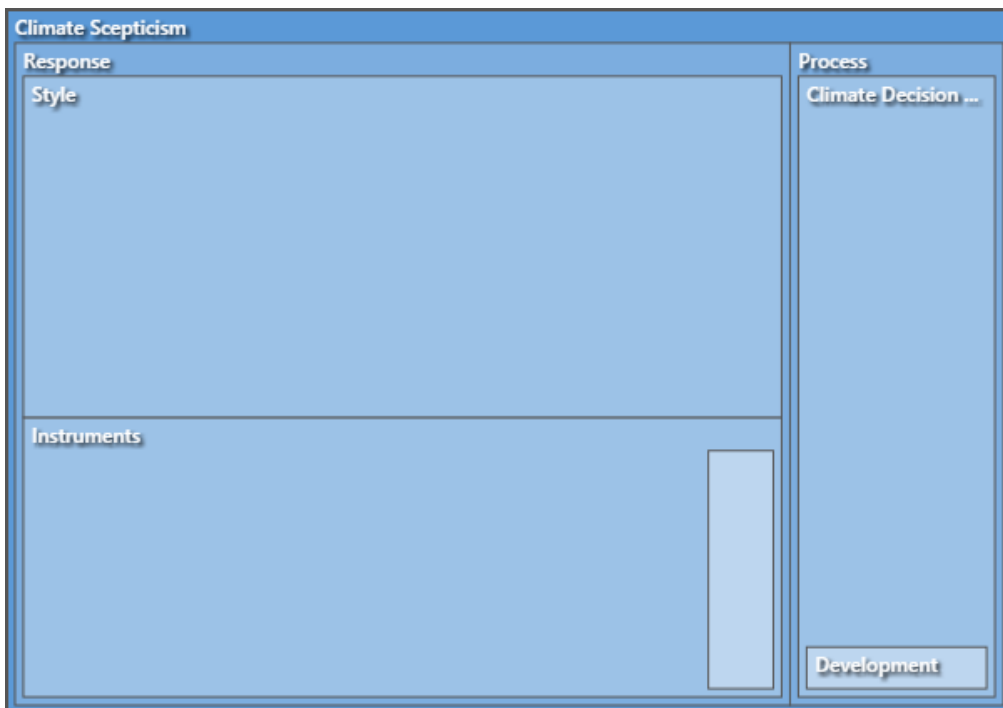 Climate Scepticism
Response
Process
Style
Climate Decision ...
Instruments
Development